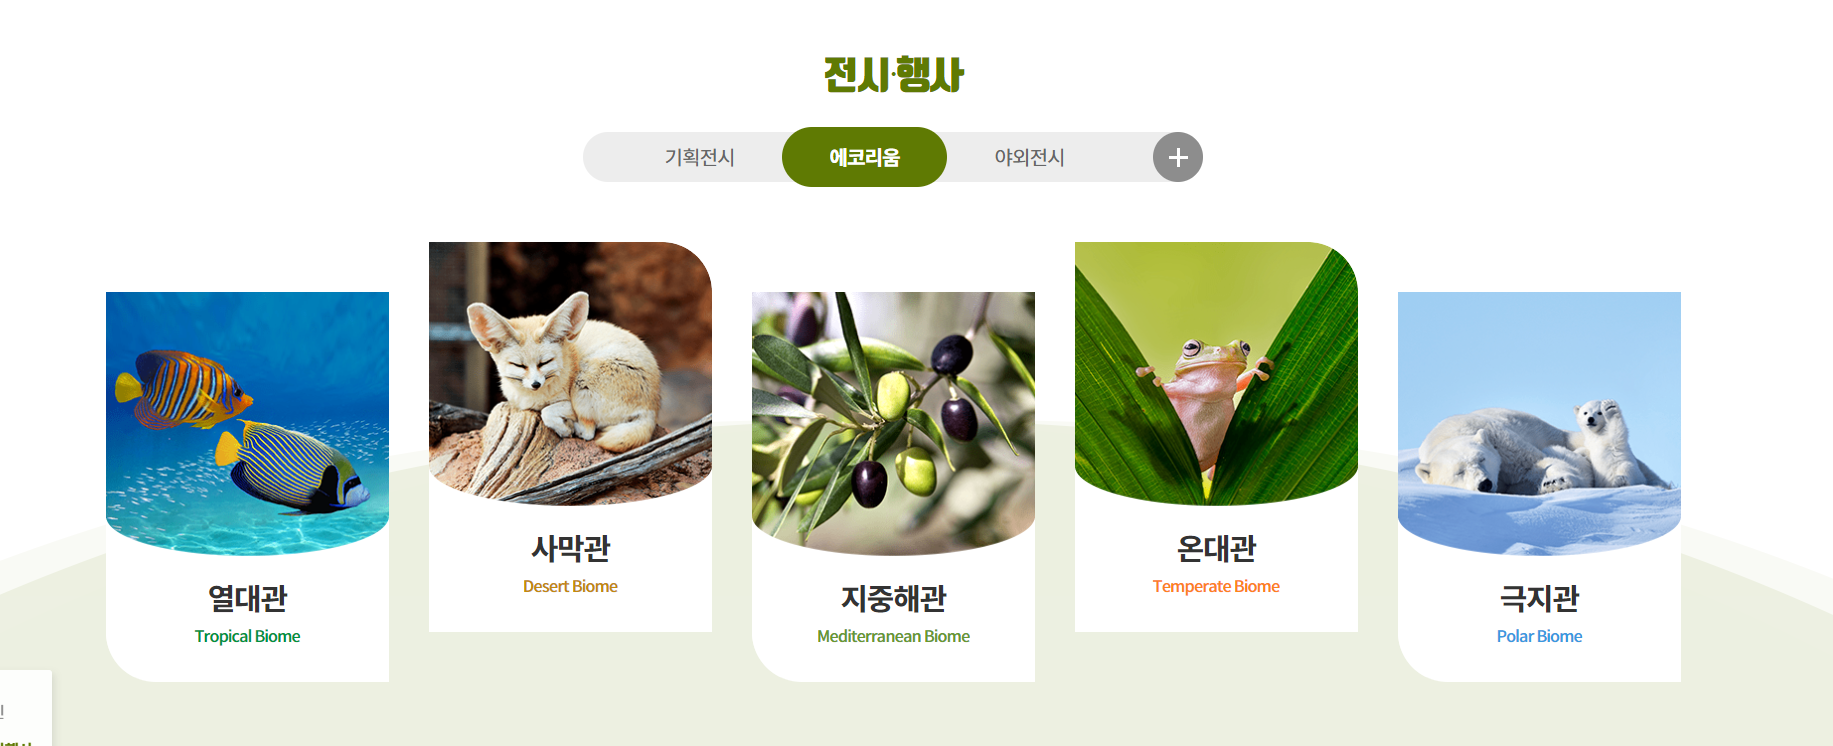 전시·행사
기획전시
에코리움
야외전시
열대관
Tropical Biome
사막관
Desert Biome
지중해관
Mediterranean Biome
온대관
Temperate Biome
극지관
Polar Biome